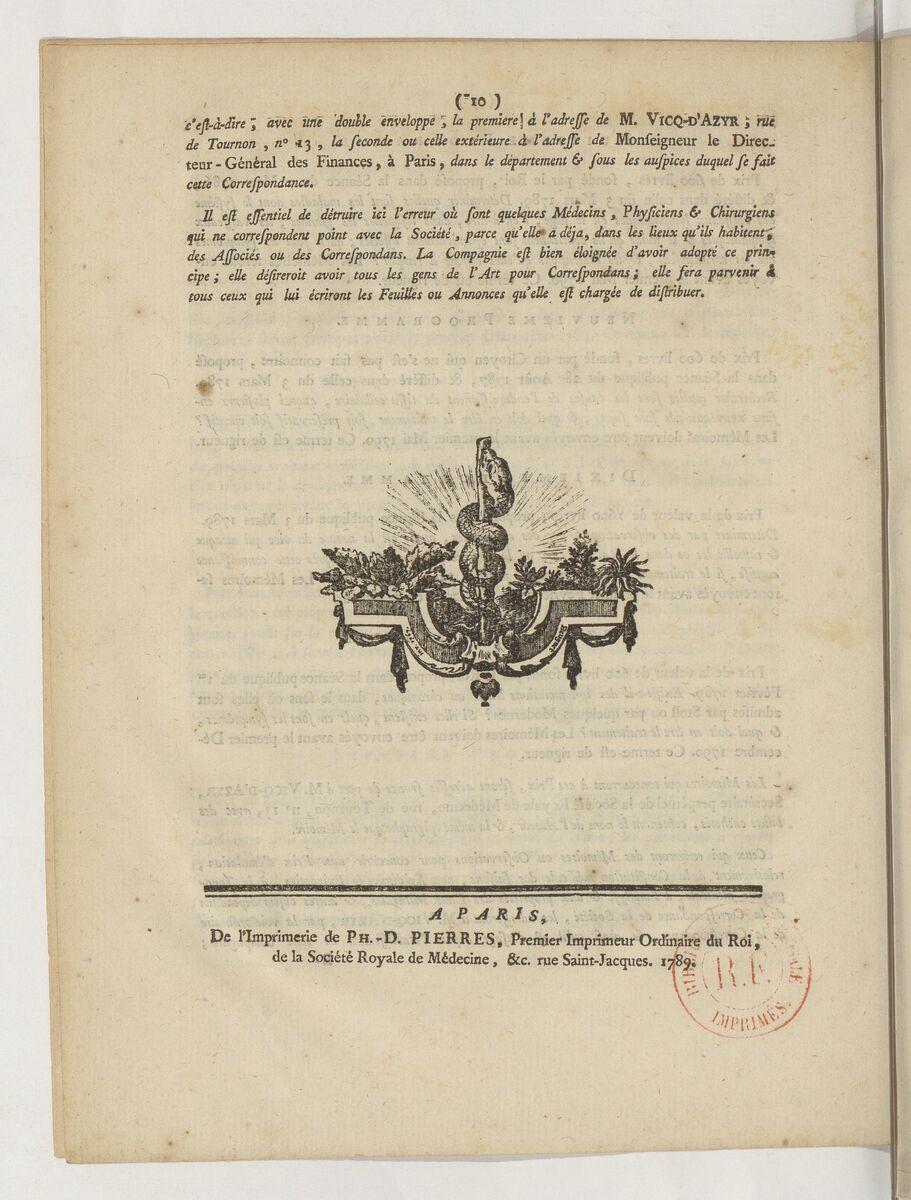 ( 10 )
c'eſt-à-dire, avec une double enveloppe, la premiere à l'adreſſe de M. VICQ-D'AZYR ; rue
de Tournon, n° 13, la ſeconde ou celle extérieure à l'adreſſe de Monſeigneur le Direc-
teur-Général des Finances, à Paris, dans le département & ſous les auſpices duquel ſe fait
cette Correſpondance.
Il eſt eſſentiel de détruire ici l'erreur où ſont quelques Médecins, Phyſiciens & Chirurgiens
qui ne correſpondent point avec la Société, parce qu'elle a déja, dans les lieux qu'ils habitent,
des Aſſociés ou des Correſpondans. La Compagnie eſt bien éloignée d'avoir adopté ce prin-
cipe ; elle déſireroit avoir tous les gens de l'Art pour Correſpondans ; elle fera parvenir à
tous ceux qui lui écriront les Feuilles ou Annonces qu'elle eſt chargée de diſtribuer.
A PARIS,
De l'Imprimerie de PH.-D. PIERRES, Premier Imprimeur Ordinaire du Roi,
de la Société Royale de Médecine, &c. rue Saint-Jacques. 1789.
R.F.
IMPRIMÉS.